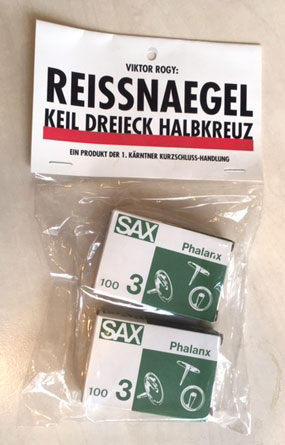 VIKTOR ROGY:
REISSNAEGEL
KEIL DREIECK HALBKREUZ
EIN PRODUKT DER 1. KÄRNTNER KURZSCHLUSS-HANDLUNG
SAX
Phalanx
100 3
SAX
Phalanx
100 3